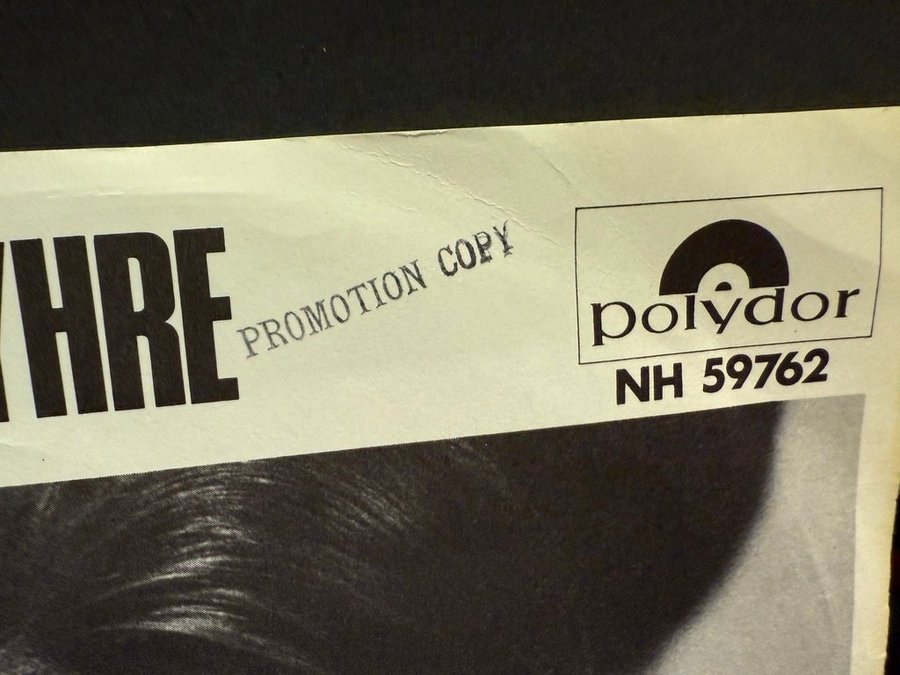 YHRE
PROMOTION COPY
polydor
NH 59762